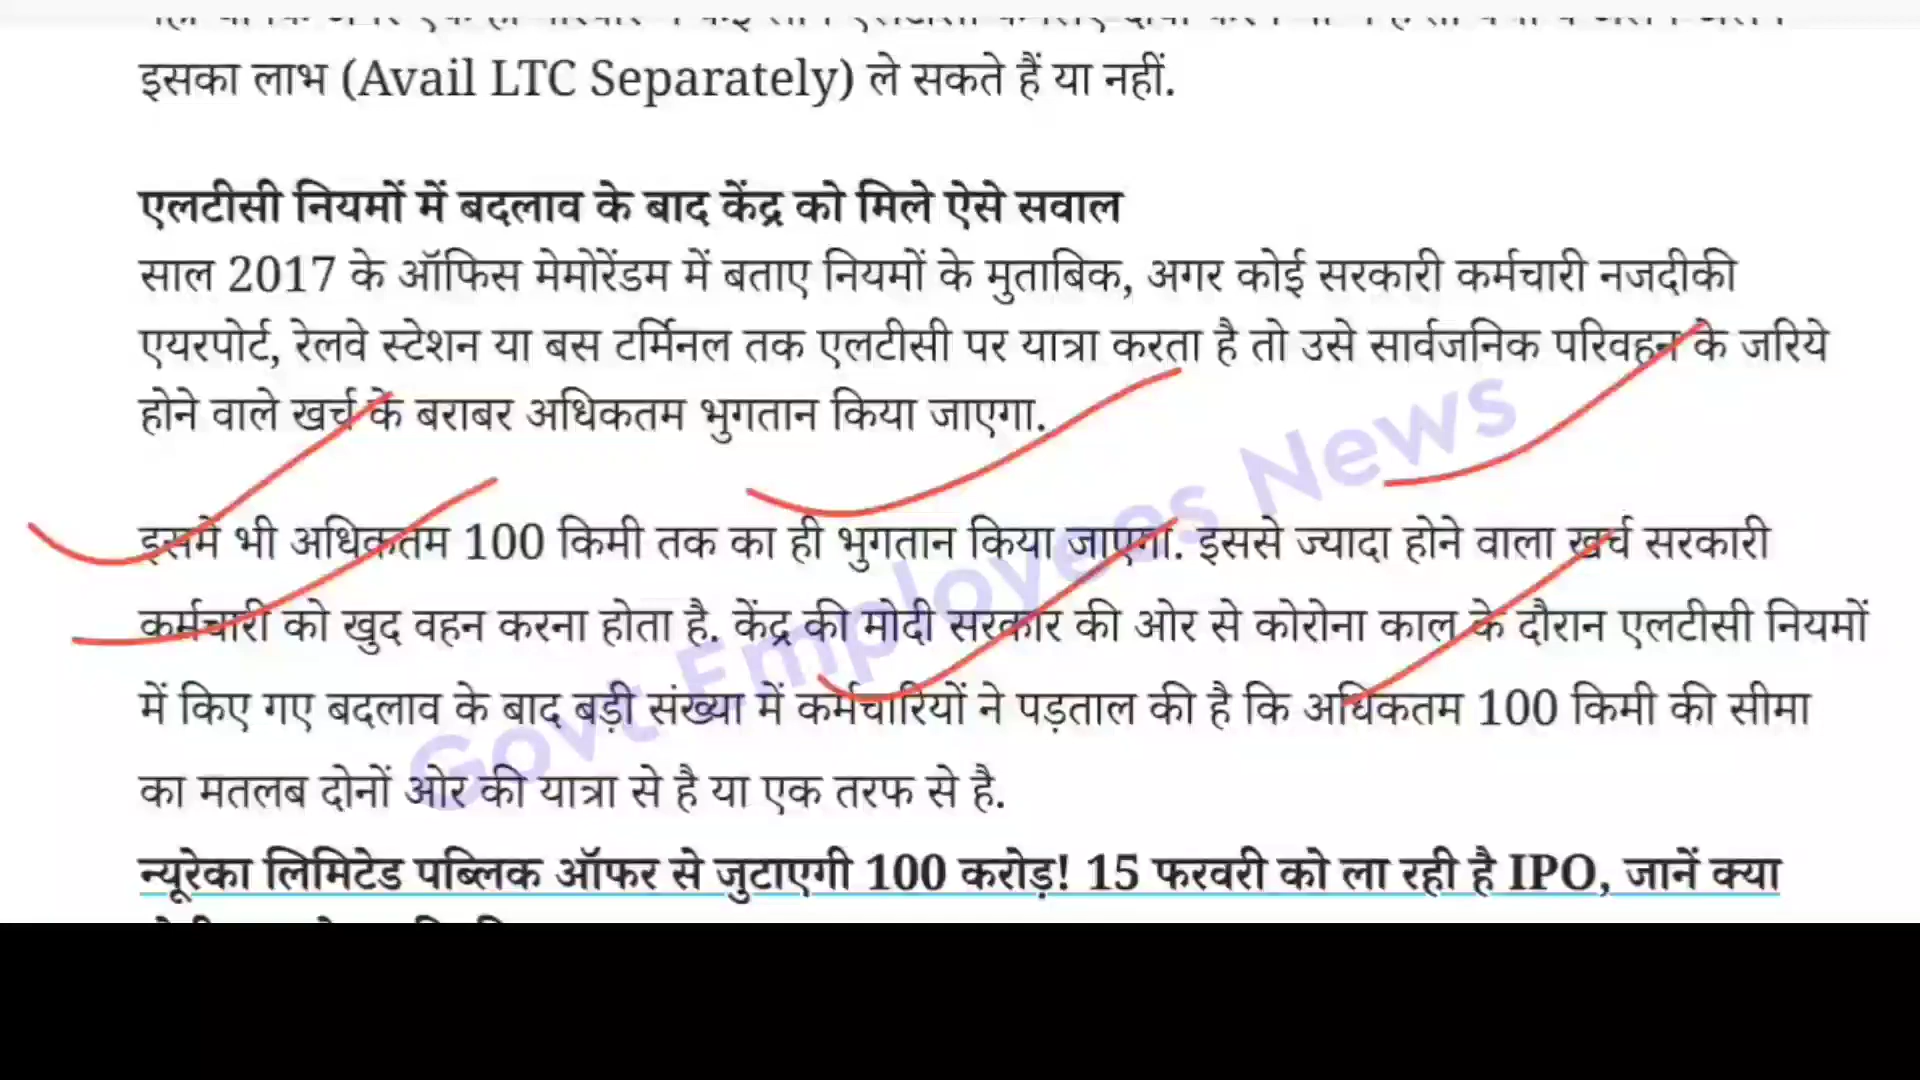 इसका लाभ (Avail LTC Separately) ले सकते हैं या नहीं.
एलटीसी नियमों में बदलाव के बाद केंद्र को मिले ऐसे सवाल
साल 2017 के ऑफिस मेमोरेंडम में बताए नियमों के मुताबिक, अगर कोई सरकारी कर्मचारी नजदीकी
एयरपोर्ट, रेलवे स्टेशन या बस टर्मिनल तक एलटीसी पर यात्रा करता है तो उसे सार्वजनिक परिवहन के जरिये
होने वाले खर्च के बराबर अधिकतम भुगतान किया जाएगा.
इसमें भी अधिकतम 100 किमी तक का ही भुगतान किया जाएगा. इससे ज्यादा होने वाला खर्च सरकारी
कर्मचारी को खुद वहन करना होता है. केंद्र की मोदी सरकार की ओर से कोरोना काल के दौरान एलटीसी नियमों
में किए गए बदलाव के बाद बड़ी संख्या में कर्मचारियों ने पड़ताल की है कि अधिकतम 100 किमी की सीमा
का मतलब दोनों ओर की यात्रा से है या एक तरफ से है.
न्यूरेका लिमिटेड पब्लिक ऑफर से जुटाएगी 100 करोड़! 15 फरवरी को ला रही है IPO, जानें क्या
Govt Employees News